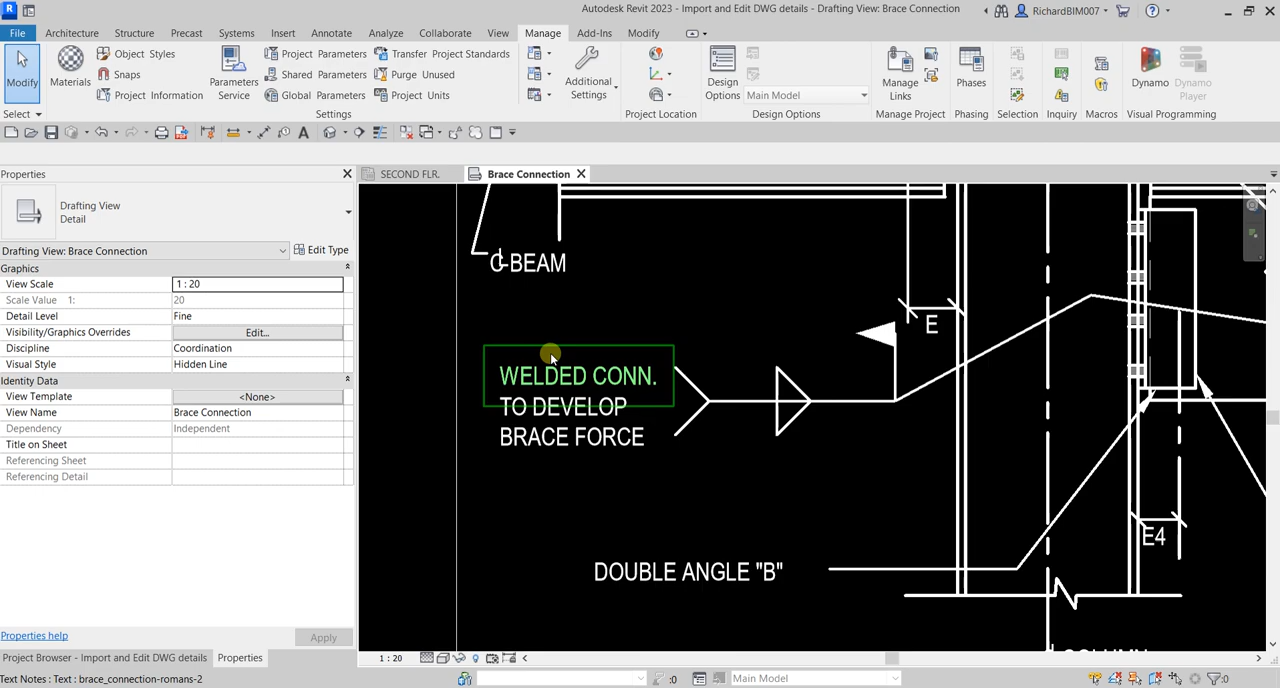 Autodesk Revit 2023 - Import and Edit DWG details - Drafting View: Brace Connection
RichardBIM007
File Architecture Structure Precast Systems Insert Annotate Analyze Collaborate View Manage Add-Ins Modify
Modify
Materials
Object Styles
Snaps
Project Information
Parameters Service
Project Parameters
Shared Parameters
Global Parameters
Transfer Project Standards
Purge Unused
Project Units
Additional Settings
Design Options
Main Model
Manage Links
Phases
Dynamo
Dynamo Player
Select
Settings
Project Location
Design Options
Manage Project
Phasing
Selection
Inquiry
Macros
Visual Programming
Properties
SECOND FLR.
Brace Connection
Drafting View
Detail
Drafting View: Brace Connection
Edit Type
Graphics
View Scale 1 : 20
Scale Value 1: 20
Detail Level Fine
Visibility/Graphics Overrides Edit...
Discipline Coordination
Visual Style Hidden Line
Identity Data
View Template <None>
View Name Brace Connection
Dependency Independent
Title on Sheet
Referencing Sheet
Referencing Detail
Properties help
Apply
Project Browser - Import and Edit DWG details
Properties
C-BEAM
E
WELDED CONN.
TO DEVELOP
BRACE FORCE
E4
DOUBLE ANGLE "B"
COLUMN
1 : 20
Text Notes : Text : brace_connection-romans-2
:0
Main Model
:0